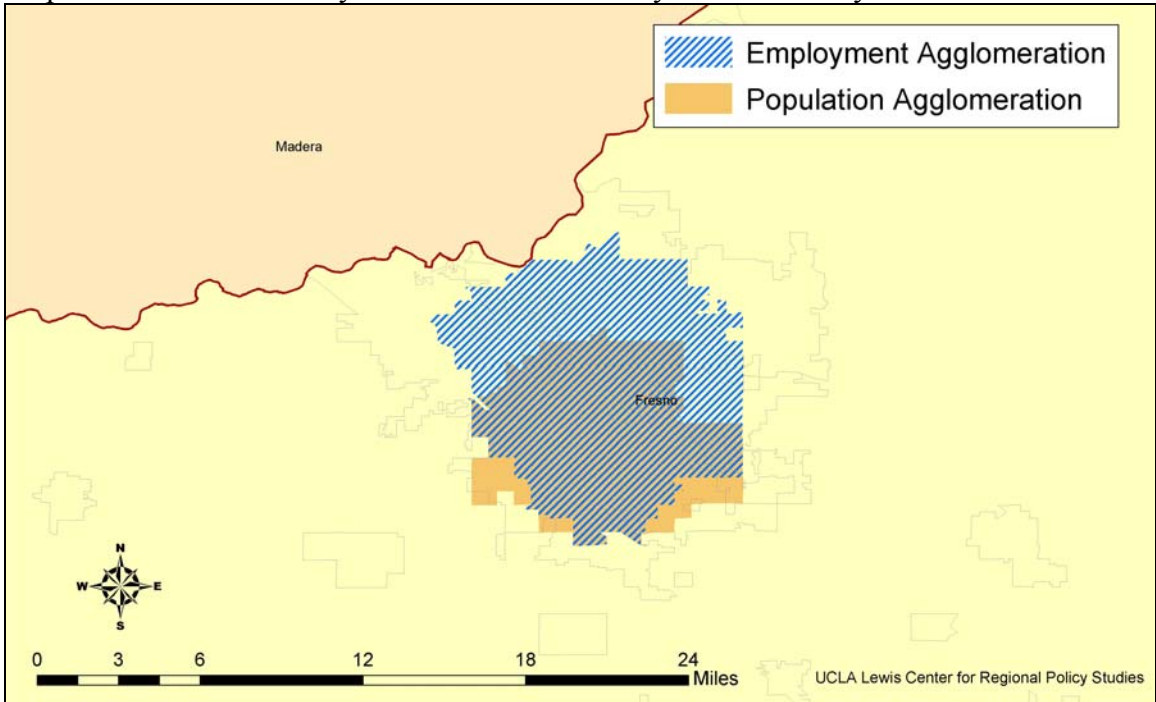 Employment Agglomeration
Population Agglomeration
Madera
Fresno
N
W E
S
0 3 6 12 18 24
Miles
UCLA Lewis Center for Regional Policy Studies